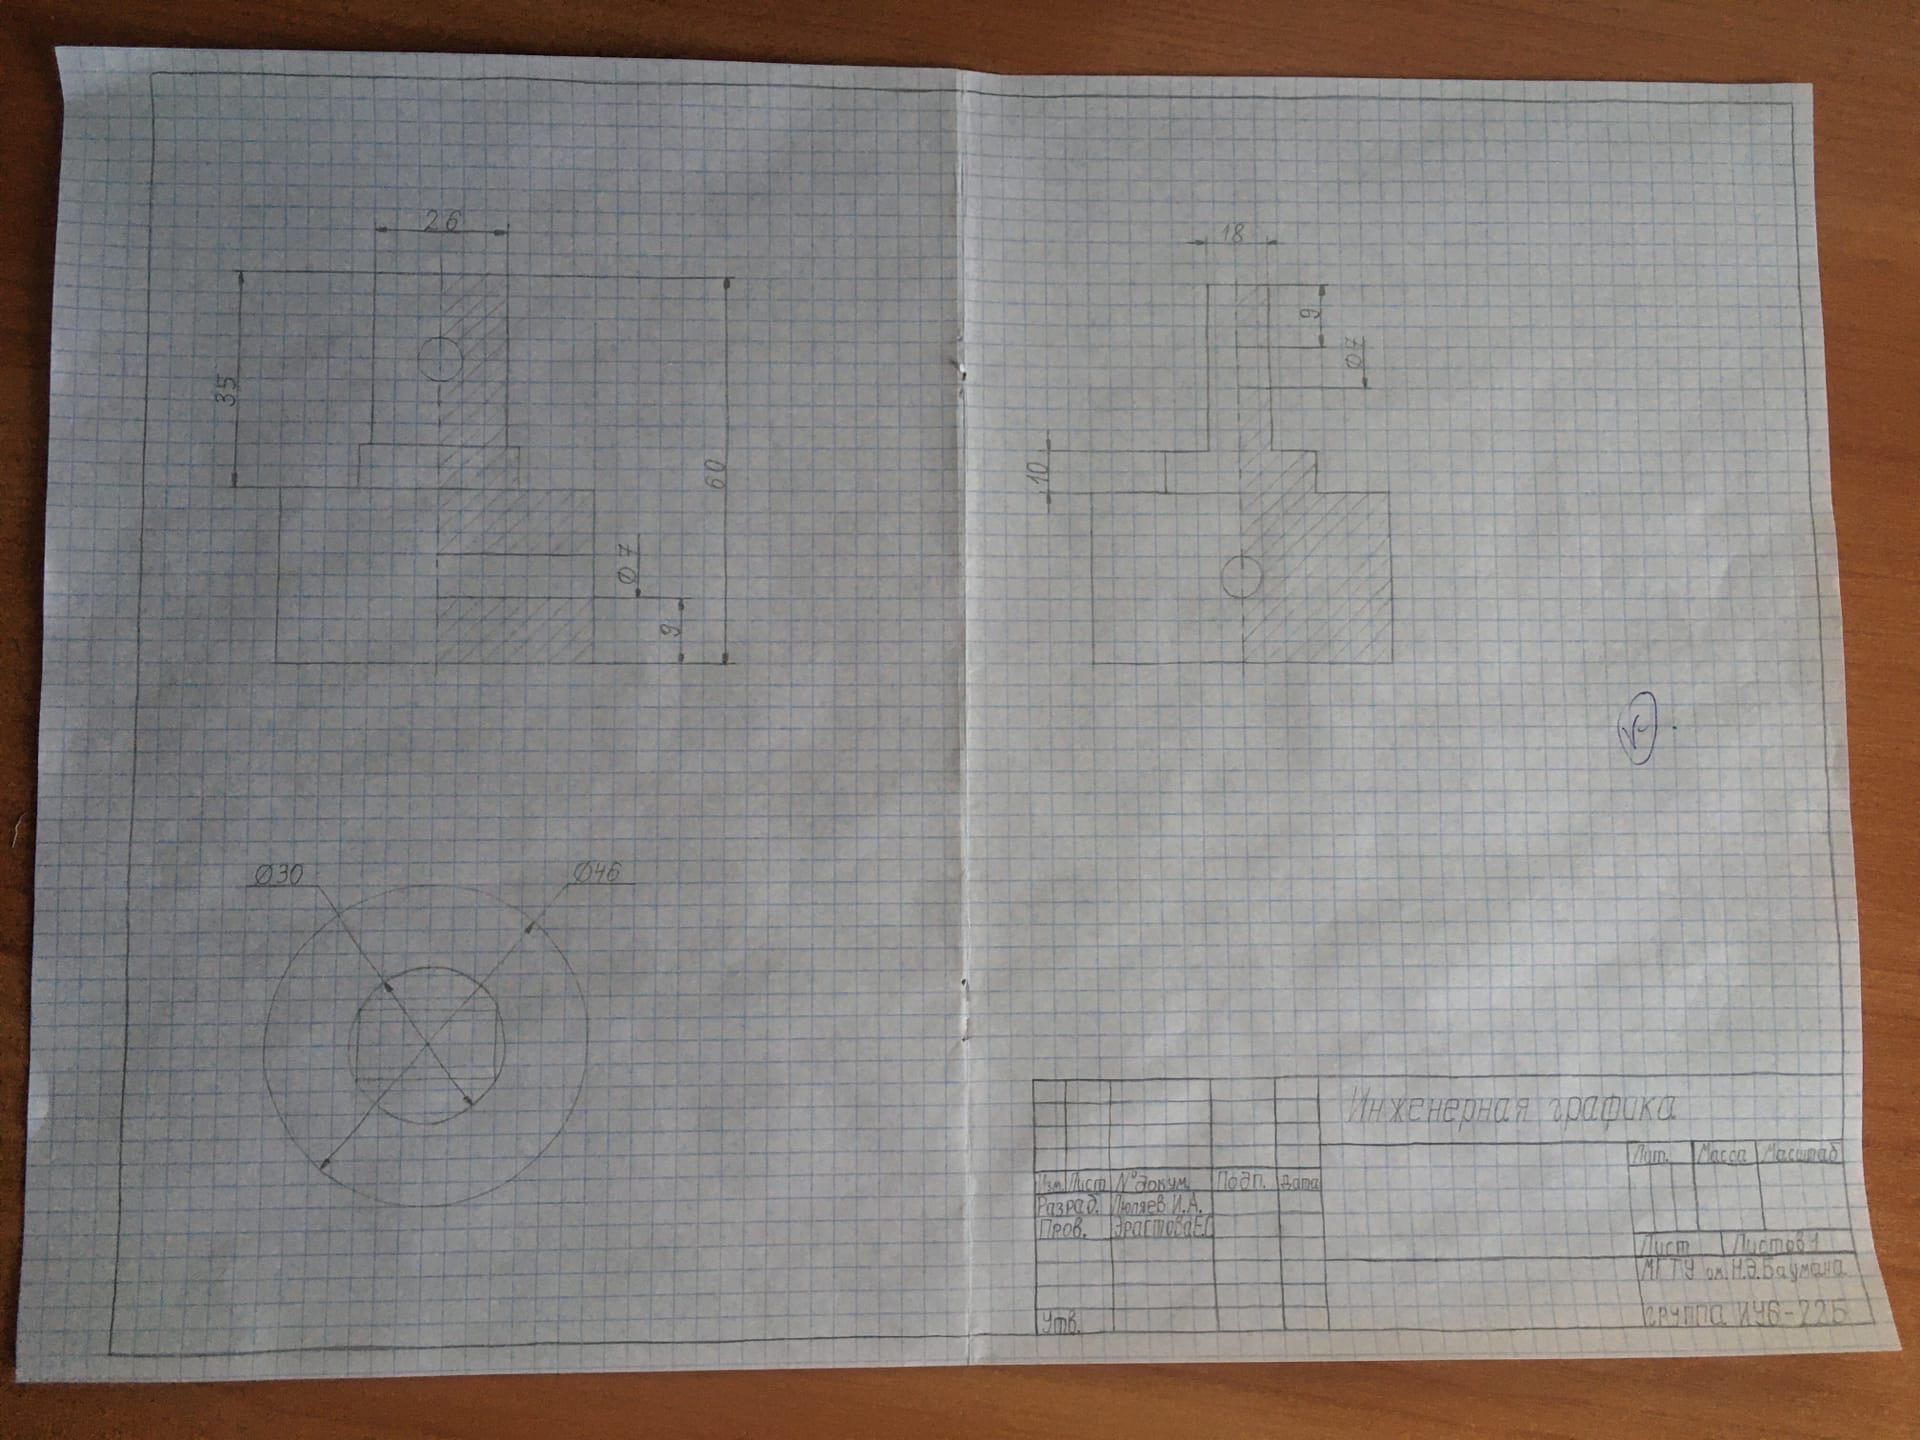 26
35
60
Ø7
9
18
9
Ø7
10
Ø30
Ø46
Инженерная графика
Лит. Масса Масштаб
Изм Лист № докум. Подп. Дата
Разраб. Люляев И.А.
Пров. Эрастова Е.Г
Лист Листов 1
МГТУ им. Н.Э. Баумана
группа ИУ6-22Б
Утв.